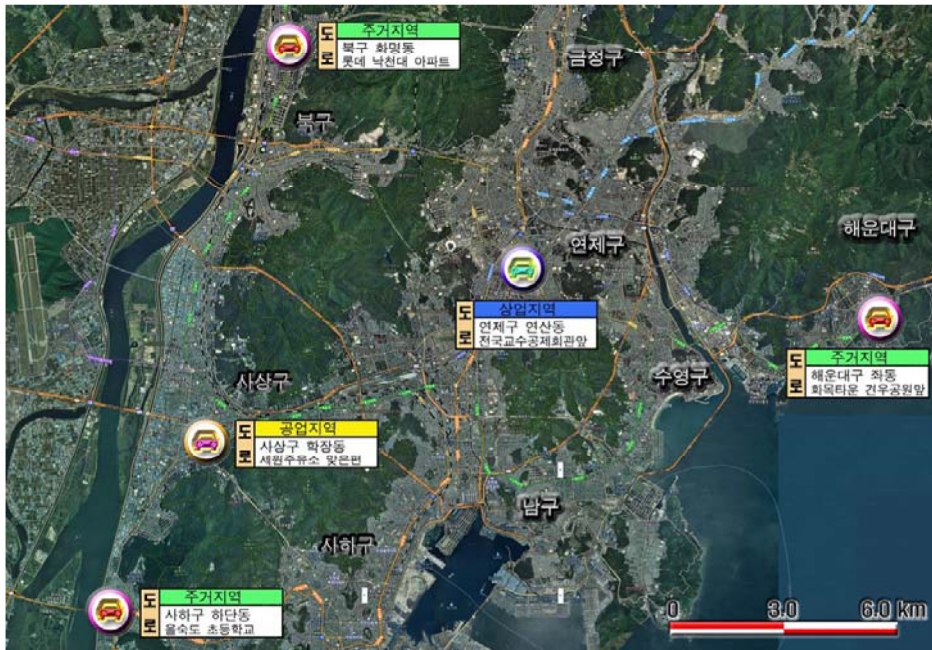 도로
주거지역
북구 화명동
롯데 낙천대 아파트
금정구
북구
해운대구
연제구
도로
상업지역
연제구 연산동
전국교수공제회관앞
도로
주거지역
해운대구 좌동
화목타운 건우공원앞
수영구
사상구
도로
공업지역
사상구 학장동
세원주유소 맞은편
남구
사하구
도로
주거지역
사하구 하단동
을숙도 초등학교
0 3.0 6.0 km